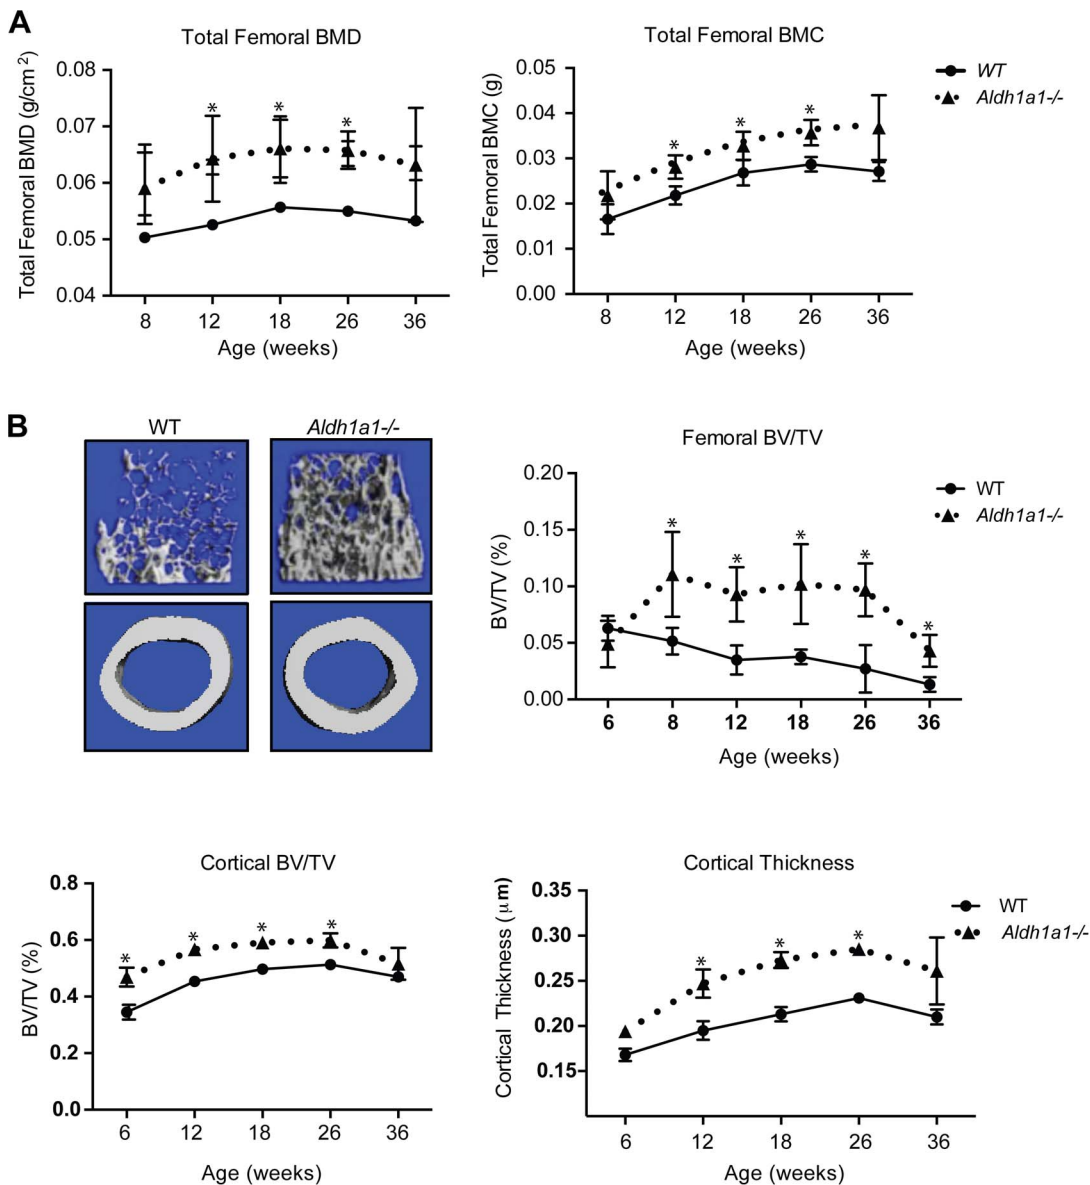 A
Total Femoral BMD
Total Femoral BMD (g/cm²)
0.08
0.07
0.06
0.05
0.04
* * *
8 12 18 26 36
Age (weeks)
Total Femoral BMC
Total Femoral BMC (g)
0.05
0.04
0.03
0.02
0.01
0.00
* * *
8 12 18 26 36
Age (weeks)
WT
Aldh1a1-/-
B
WT Aldh1a1-/-
Femoral BV/TV
BV/TV (%)
0.20
0.15
0.10
0.05
0.00
* * * * *
6 8 12 18 26 36
Age (weeks)
WT
Aldh1a1-/-
Cortical BV/TV
BV/TV (%)
0.8
0.6
0.4
0.2
0.0
* * * *
6 12 18 26 36
Age (weeks)
Cortical Thickness
Cortical Thickness (μm)
0.35
0.30
0.25
0.20
0.15
* * *
6 12 18 26 36
Age (weeks)
WT
Aldh1a1-/-